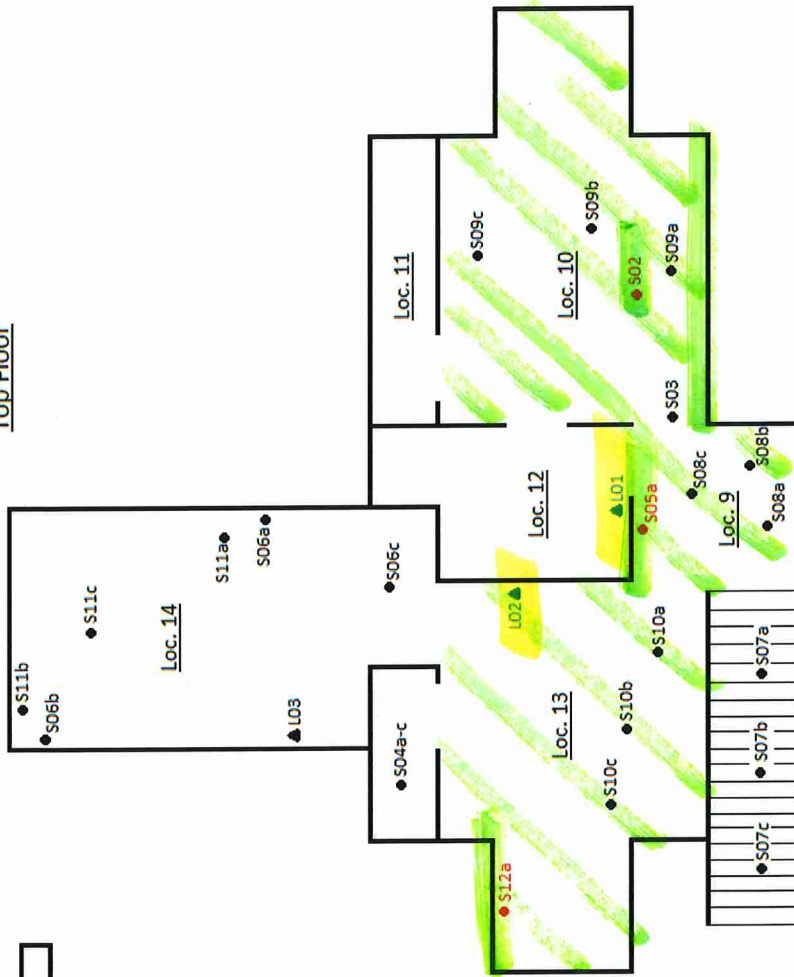 Top Floor
S11b
S06b
S11c
Loc. 14
S11a
S06a
L03
S06c
S04a-c
Loc. 11
S09c
S09b
Loc. 10
S02
S09a
S03
Loc. 12
L01
L02
S05a
S12a
Loc. 13
S10c
S10b
S10a
S08c
Loc. 9
S08b
S08a
S07c
S07b
S07a